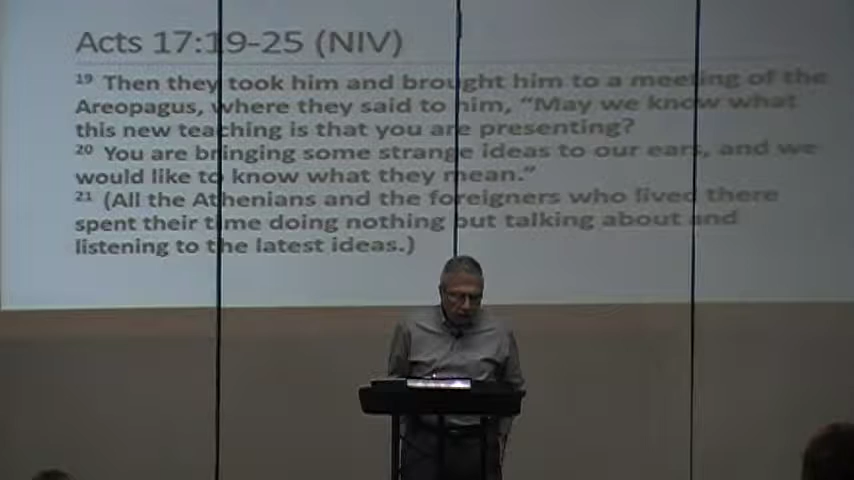 Acts 17:19-25 (NIV)
19 Then they took him and brought him to a meeting of the
Areopagus, where they said to him, “May we know what
this new teaching is that you are presenting?
20 You are bringing some strange ideas to our ears, and we
would like to know what they mean.”
21 (All the Athenians and the foreigners who lived there
spent their time doing nothing but talking about and
listening to the latest ideas.)